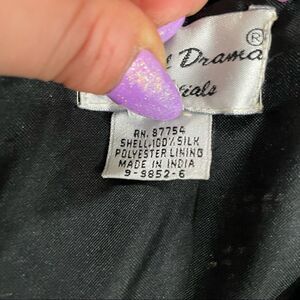 Drama®
RN. 87754
SHELL:100% SILK
POLYESTER LINING
MADE IN INDIA
9-9852-6